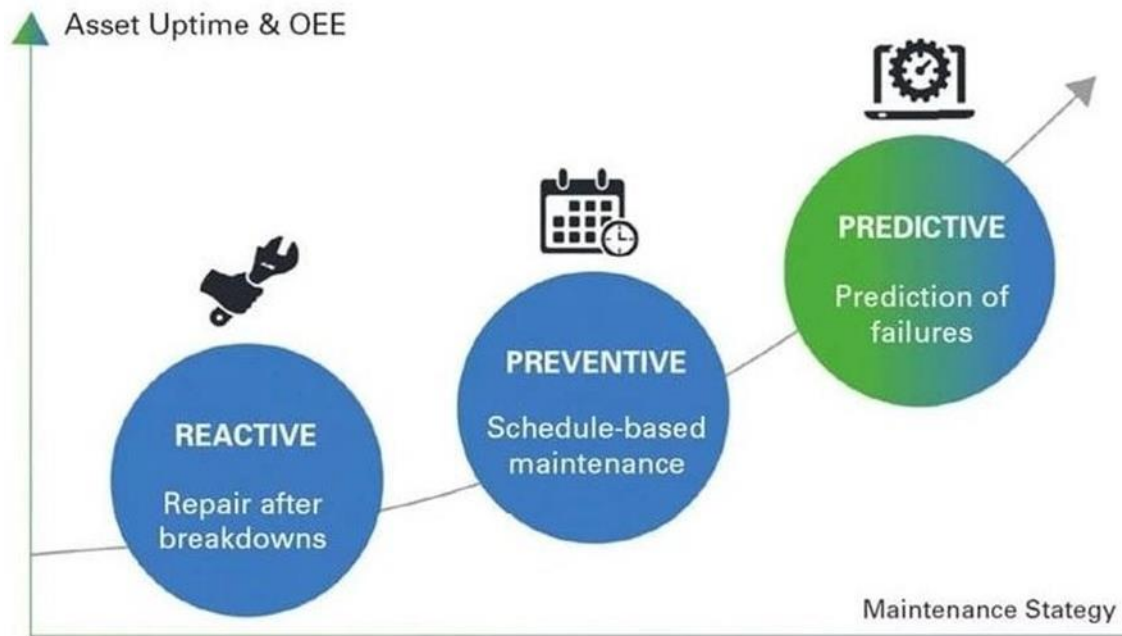 Asset Uptime & OEE
REACTIVE
Repair after
breakdowns
PREVENTIVE
Schedule-based
maintenance
PREDICTIVE
Prediction of
failures
Maintenance Stategy